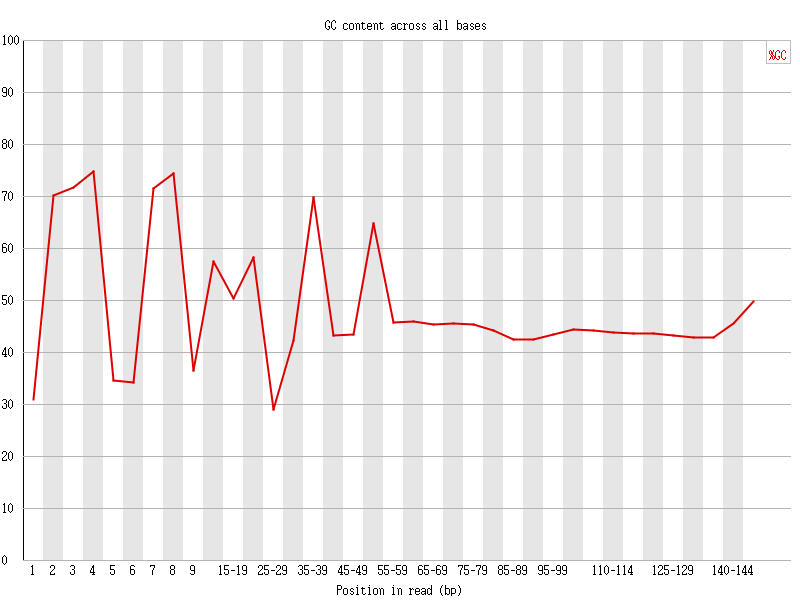 GC content across all bases
%GC
100
90
80
70
60
50
40
30
20
10
0
1 2 3 4 5 6 7 8 9 15-19 25-29 35-39 45-49 55-59 65-69 75-79 85-89 95-99 110-114 125-129 140-144
Position in read (bp)